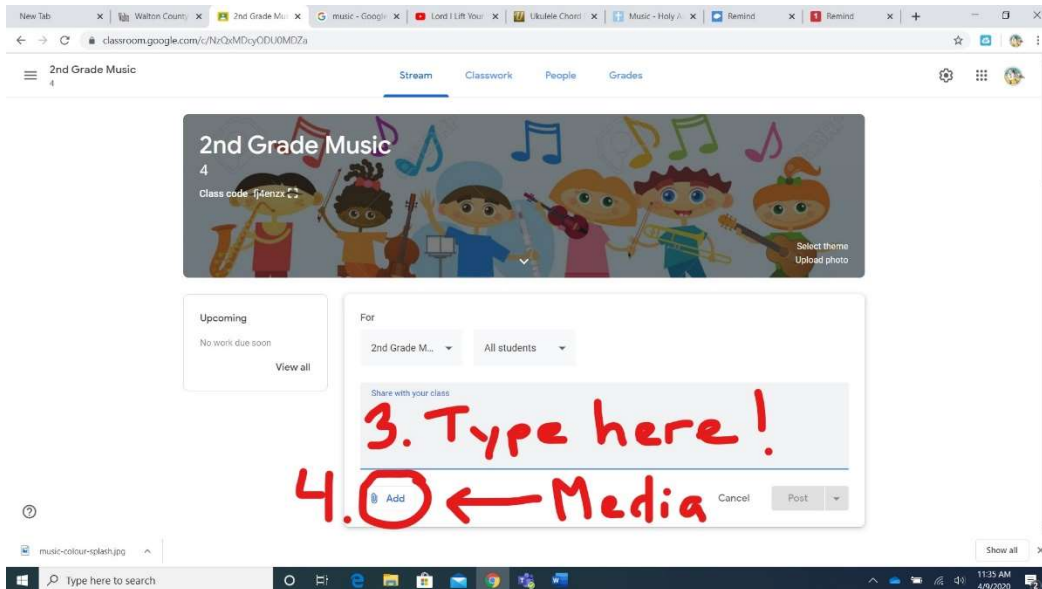 New Tab
Walton County
2nd Grade Mu
music - Google
Lord I Lift Your
Ukulele Chord
Music - Holy A
Remind
Remind
classroom.google.com/c/NzQxMDcyODU0MDZa
2nd Grade Music
4
Stream Classwork People Grades
2nd Grade Music
4
Class code fj4enzx
Select theme
Upload photo
Upcoming
No work due soon
View all
For
2nd Grade M... All students
Share with your class
3. Type here!
4. Add ← Media
Cancel Post
music-colour-splash.jpg
Show all
Type here to search
11:35 AM
4/9/2020